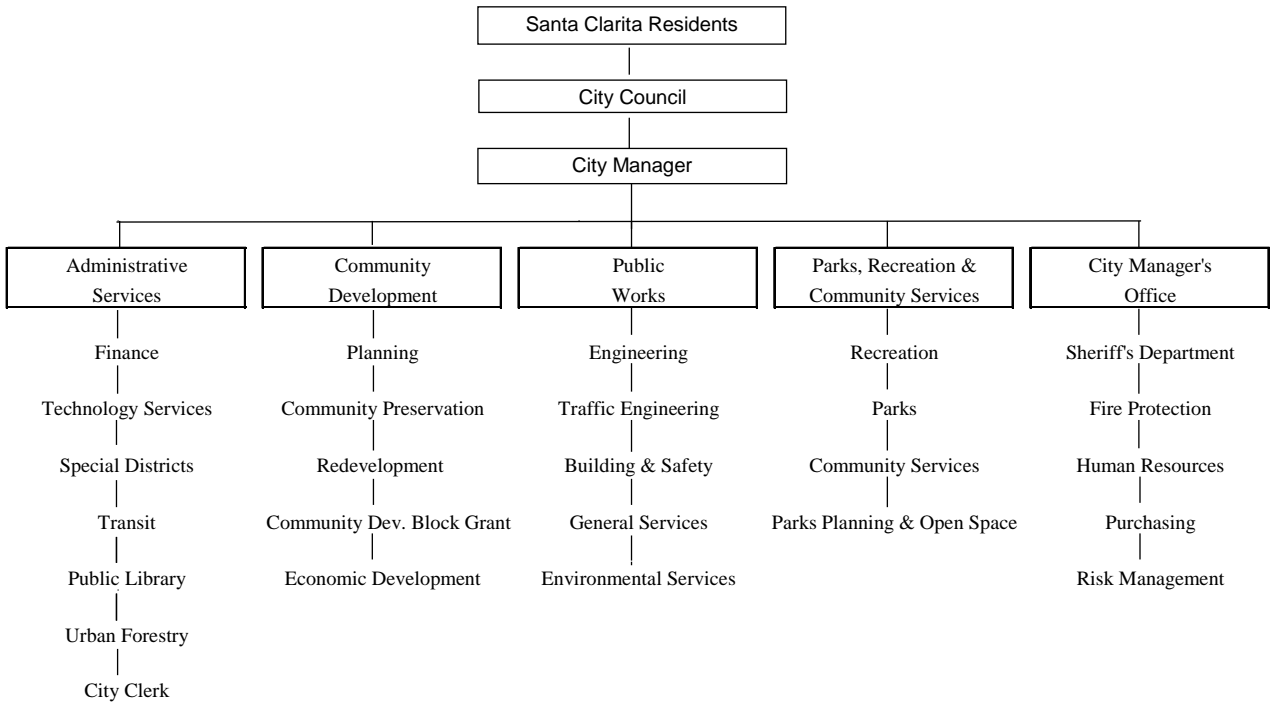 Santa Clarita Residents
City Council
City Manager
Administrative
Services
Finance
Technology Services
Special Districts
Transit
Public Library
Urban Forestry
City Clerk
Community
Development
Planning
Community Preservation
Redevelopment
Community Dev. Block Grant
Economic Development
Public
Works
Engineering
Traffic Engineering
Building & Safety
General Services
Environmental Services
Parks, Recreation &
Community Services
Recreation
Parks
Community Services
Parks Planning & Open Space
City Manager's
Office
Sheriff's Department
Fire Protection
Human Resources
Purchasing
Risk Management